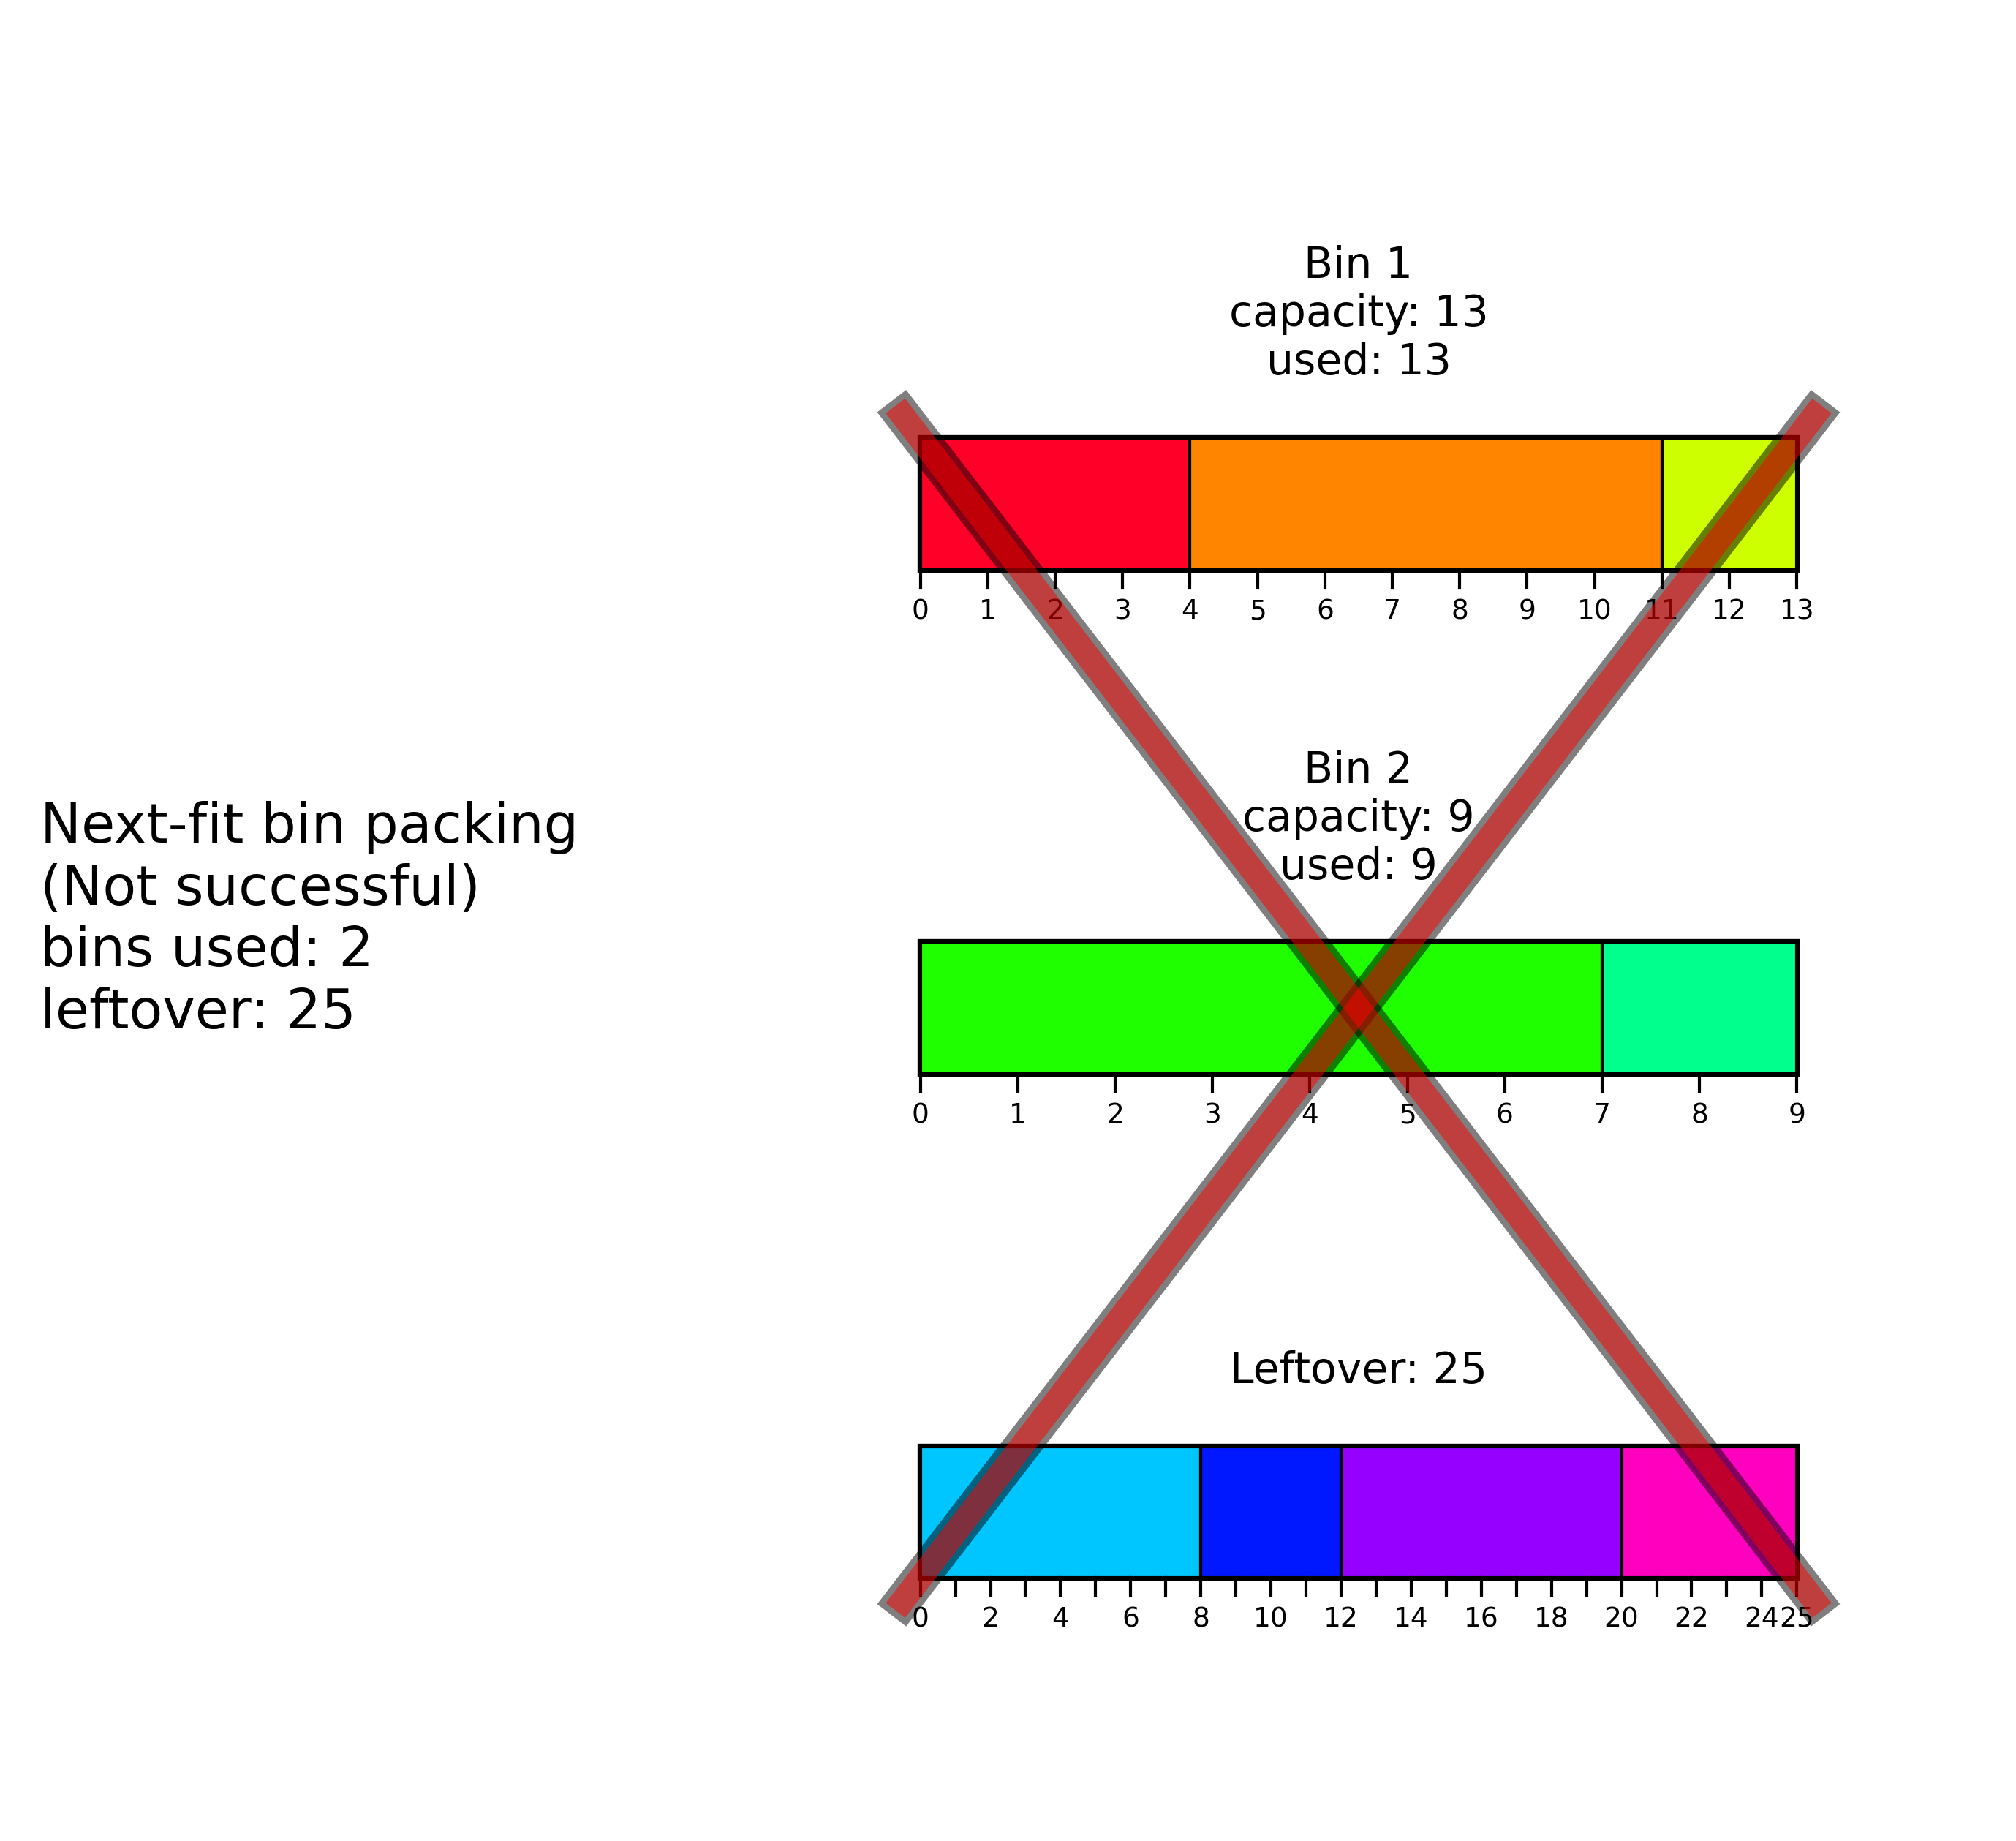 Bin 1
capacity: 13
used: 13
0 1 2 3 4 5 6 7 8 9 10 11 12 13
Next-fit bin packing
(Not successful)
bins used: 2
leftover: 25
Bin 2
capacity: 9
used: 9
0 1 2 3 4 5 6 7 8 9
Leftover: 25
0 2 4 6 8 10 12 14 16 18 20 22 24 25